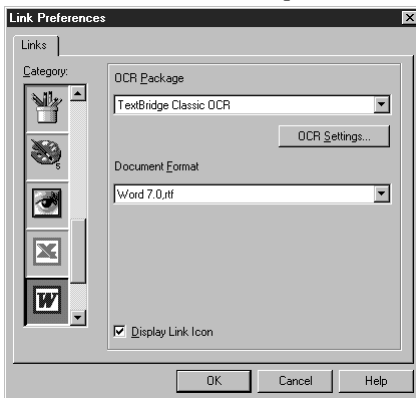 Link Preferences
Links
Category:
OCR Package
TextBridge Classic OCR
OCR Settings...
5
Document Format
Word 7.0,rtf
X
W
Display Link Icon
OK Cancel Help